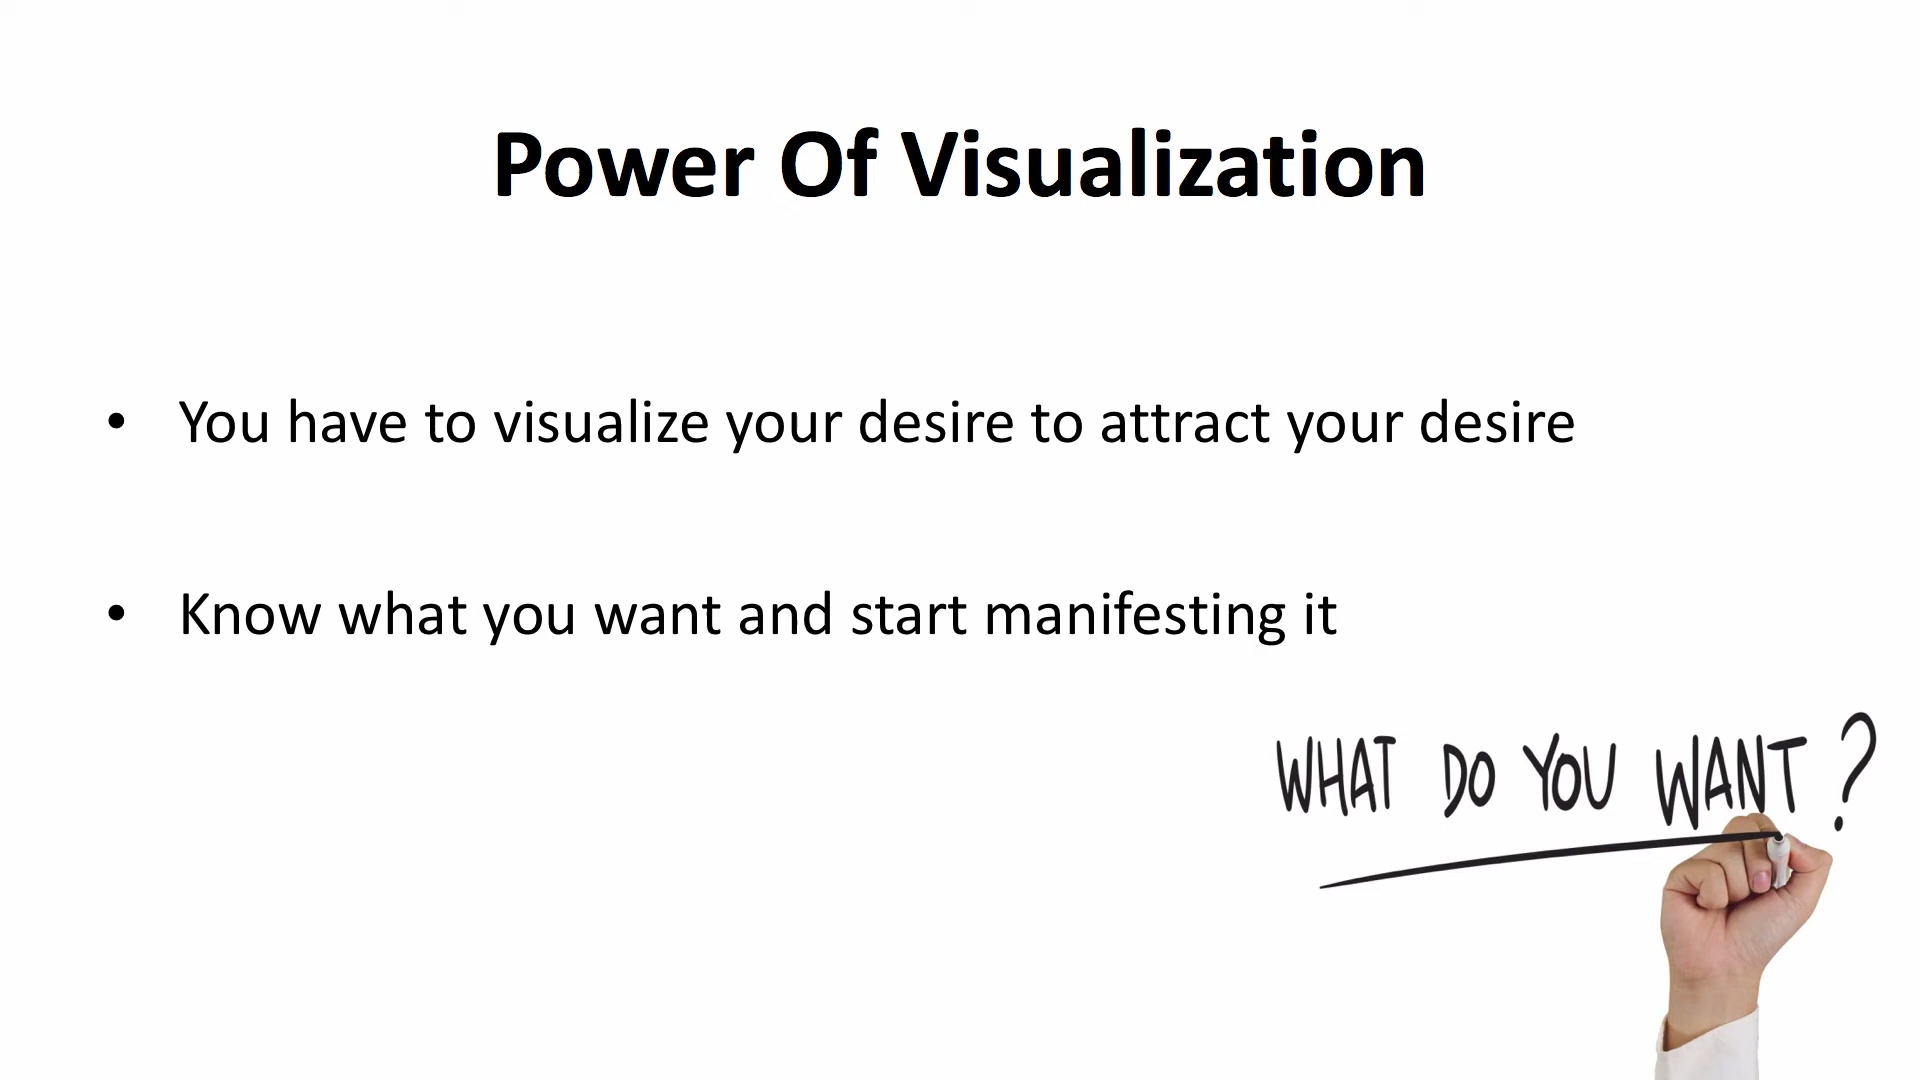 Power Of Visualization
• You have to visualize your desire to attract your desire
• Know what you want and start manifesting it
WHAT DO YOU WANT ?